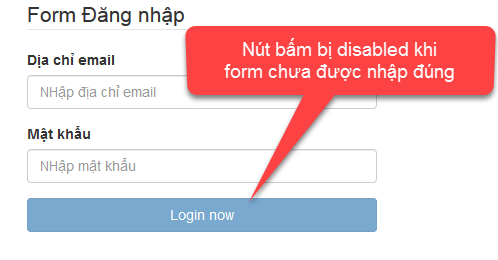 Form Đăng nhập
Nút bấm bị disabled khi
form chưa được nhập đúng
Địa chỉ email
NHập địa chỉ email
Mật khẩu
NHập mật khẩu
Login now